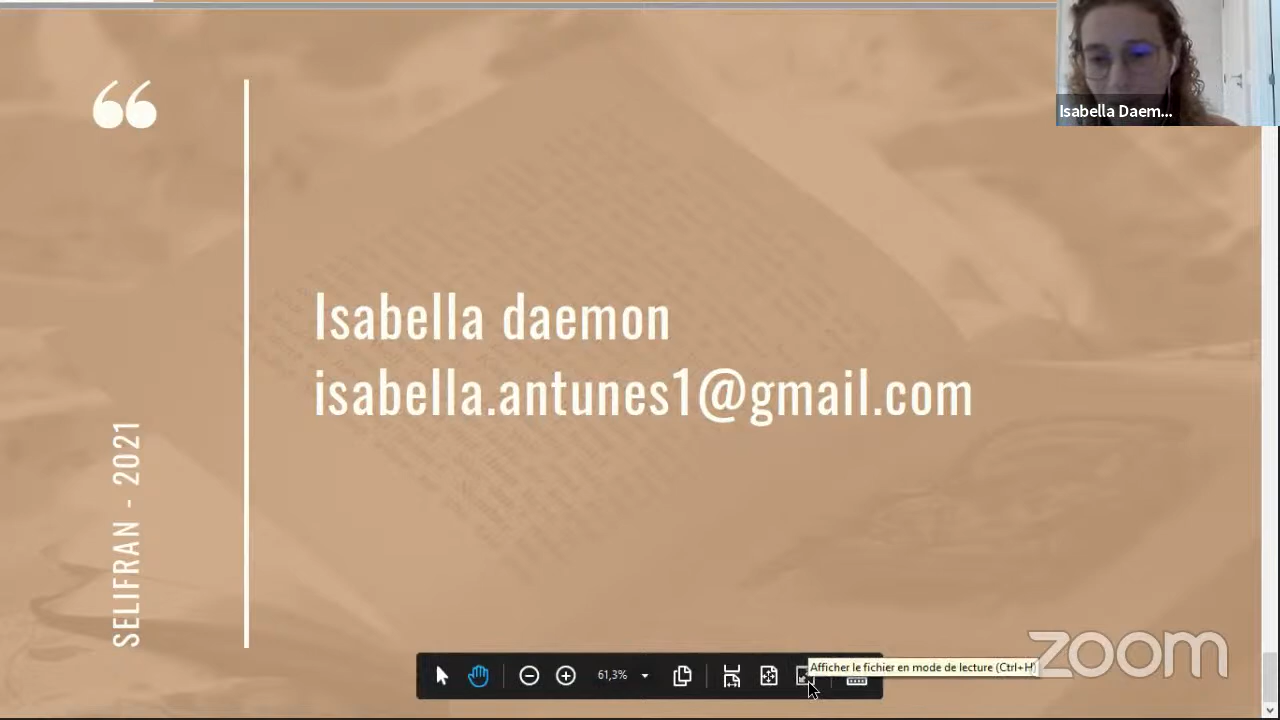 Isabella Daem...
Isabella daemon
isabella.antunes1@gmail.com
SELIFRAN - 2021
61,3%
Afficher le fichier en mode de lecture (Ctrl+H)
zoom